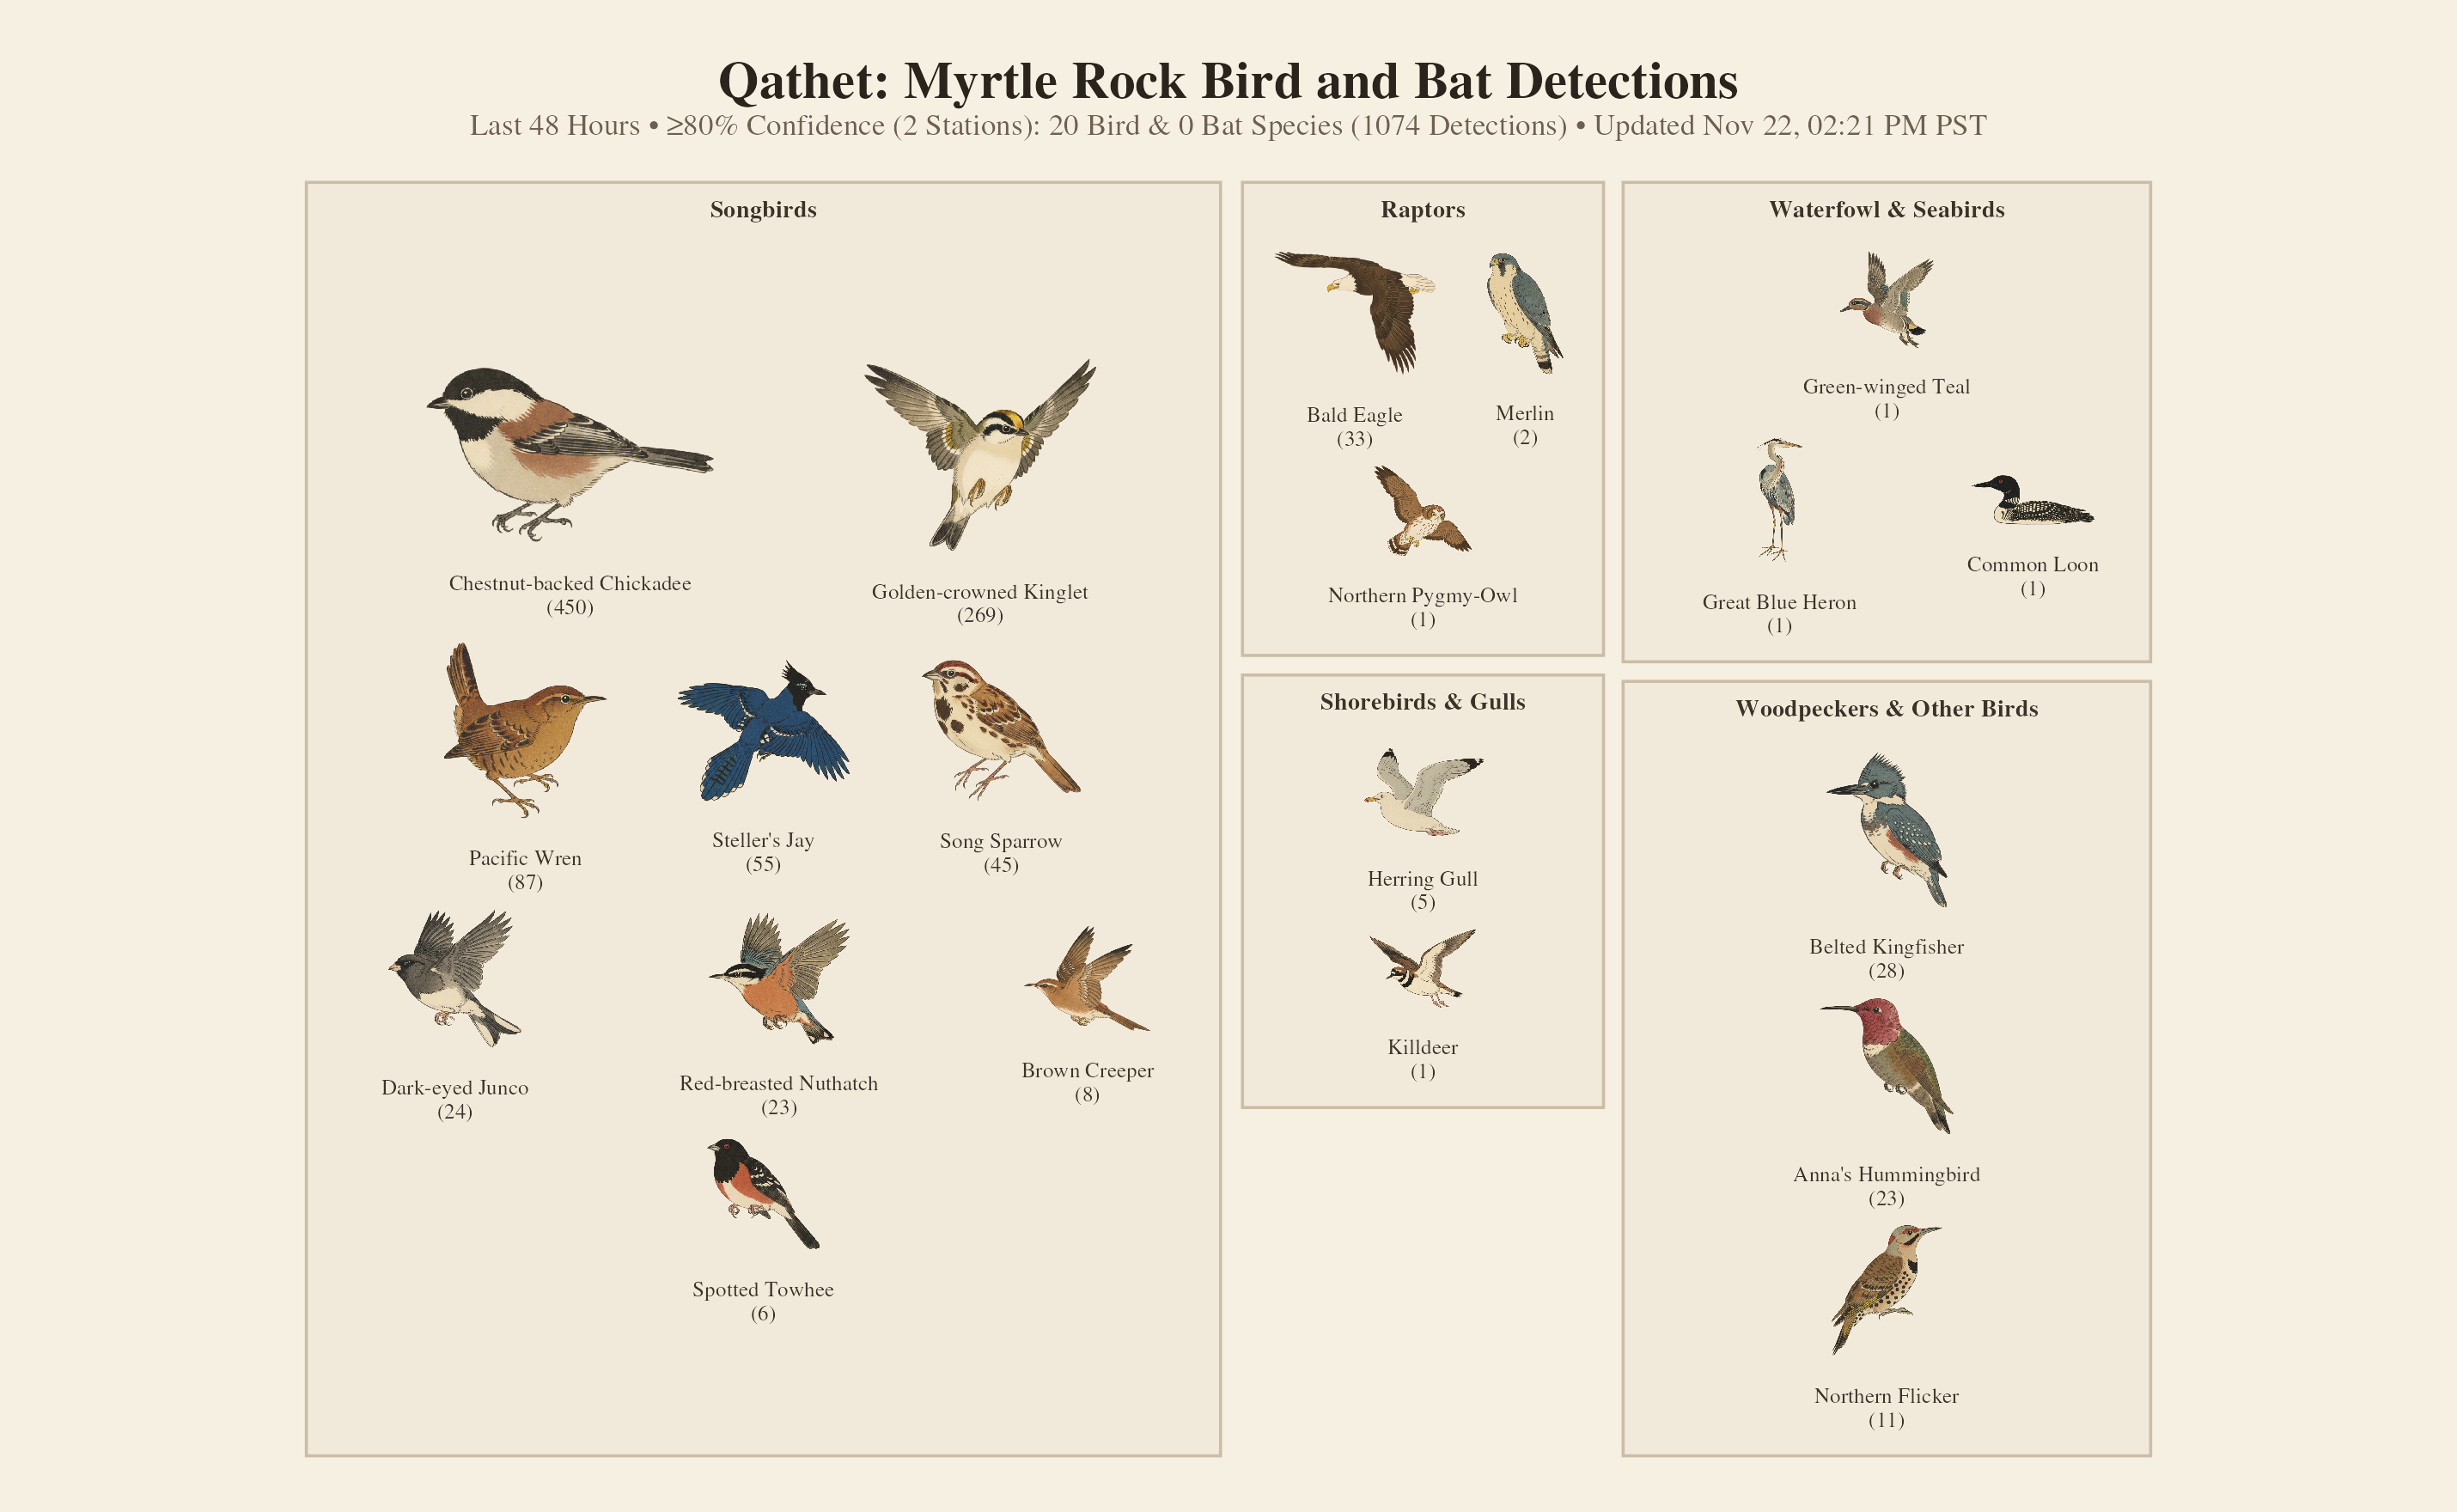 Qathet: Myrtle Rock Bird and Bat Detections
Last 48 Hours • ≥80% Confidence (2 Stations): 20 Bird & 0 Bat Species (1074 Detections) • Updated Nov 22, 02:21 PM PST
Songbirds
Chestnut-backed Chickadee
(450)
Golden-crowned Kinglet
(269)
Pacific Wren
(87)
Steller's Jay
(55)
Song Sparrow
(45)
Dark-eyed Junco
(24)
Red-breasted Nuthatch
(23)
Brown Creeper
(8)
Spotted Towhee
(6)
Raptors
Bald Eagle
(33)
Merlin
(2)
Northern Pygmy-Owl
(1)
Shorebirds & Gulls
Herring Gull
(5)
Killdeer
(1)
Waterfowl & Seabirds
Green-winged Teal
(1)
Great Blue Heron
(1)
Common Loon
(1)
Woodpeckers & Other Birds
Belted Kingfisher
(28)
Anna's Hummingbird
(23)
Northern Flicker
(11)